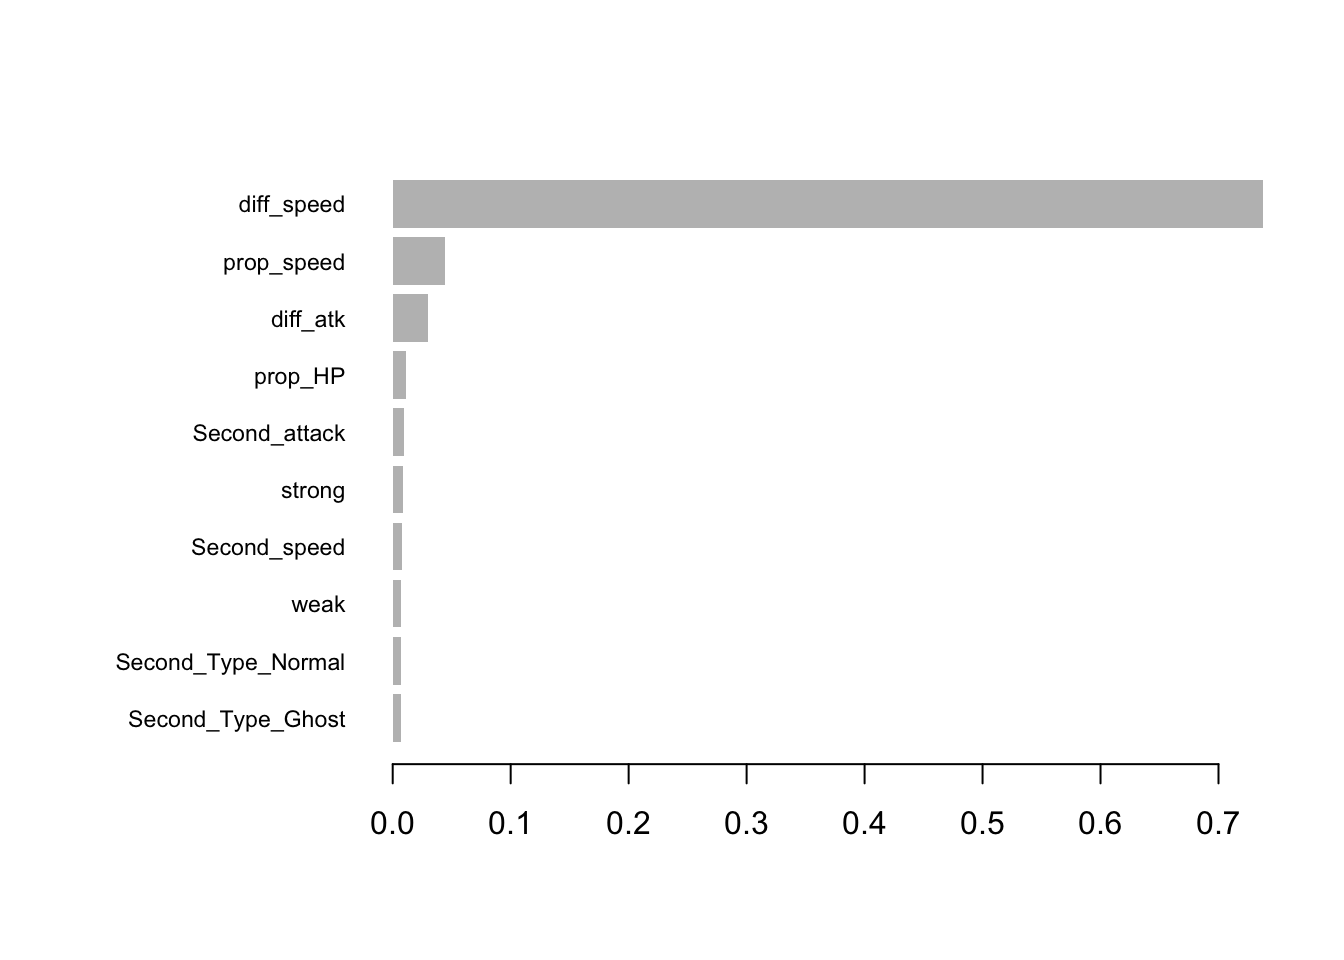 diff_speed
prop_speed
diff_atk
prop_HP
Second_attack
strong
Second_speed
weak
Second_Type_Normal
Second_Type_Ghost
0.0 0.1 0.2 0.3 0.4 0.5 0.6 0.7